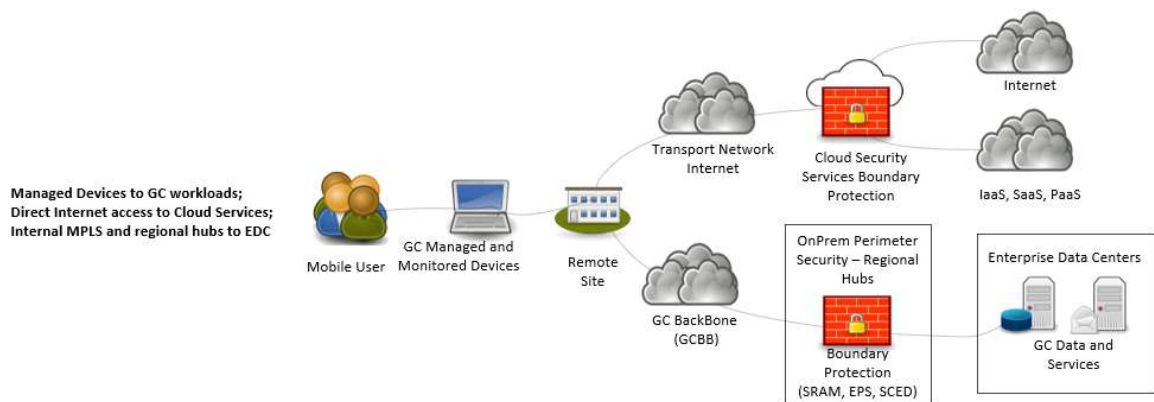 Managed Devices to GC workloads;
Direct Internet access to Cloud Services;
Internal MPLS and regional hubs to EDC
Mobile User
GC Managed and
Monitored Devices
Remote
Site
Transport Network
Internet
Cloud Security
Services Boundary
Protection
Internet
IaaS, SaaS, PaaS
GC BackBone
(GCBB)
OnPrem Perimeter
Security – Regional
Hubs
Boundary
Protection
(SRAM, EPS, SCED)
Enterprise Data Centers
GC Data and
Services